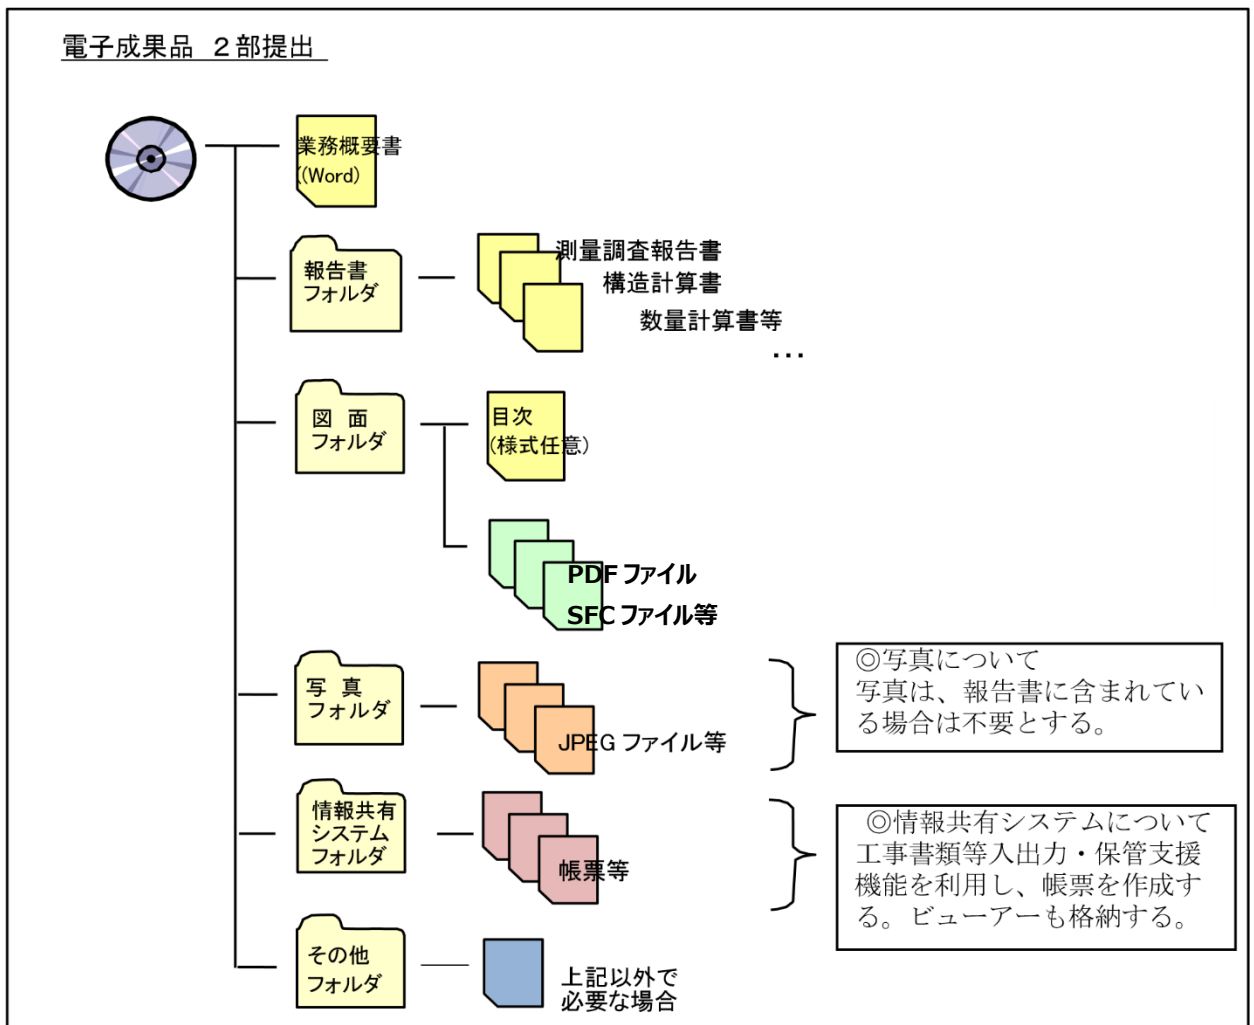 電子成果品 ２部提出
業務概要書
((Word)
報告書
フォルダ
測量調査報告書
構造計算書
数量計算書等
…
図 面
フォルダ
目次
(様式任意)
PDF ファイル
SFC ファイル等
写 真
フォルダ
JPEG ファイル等
◎写真について
写真は、報告書に含まれてい
る場合は不要とする。
情報共有
システム
フォルダ
帳票等
◎情報共有システムについて
工事書類等入出力・保管支援
機能を利用し、帳票を作成す
る。ビューアーも格納する。
その他
フォルダ
上記以外で
必要な場合